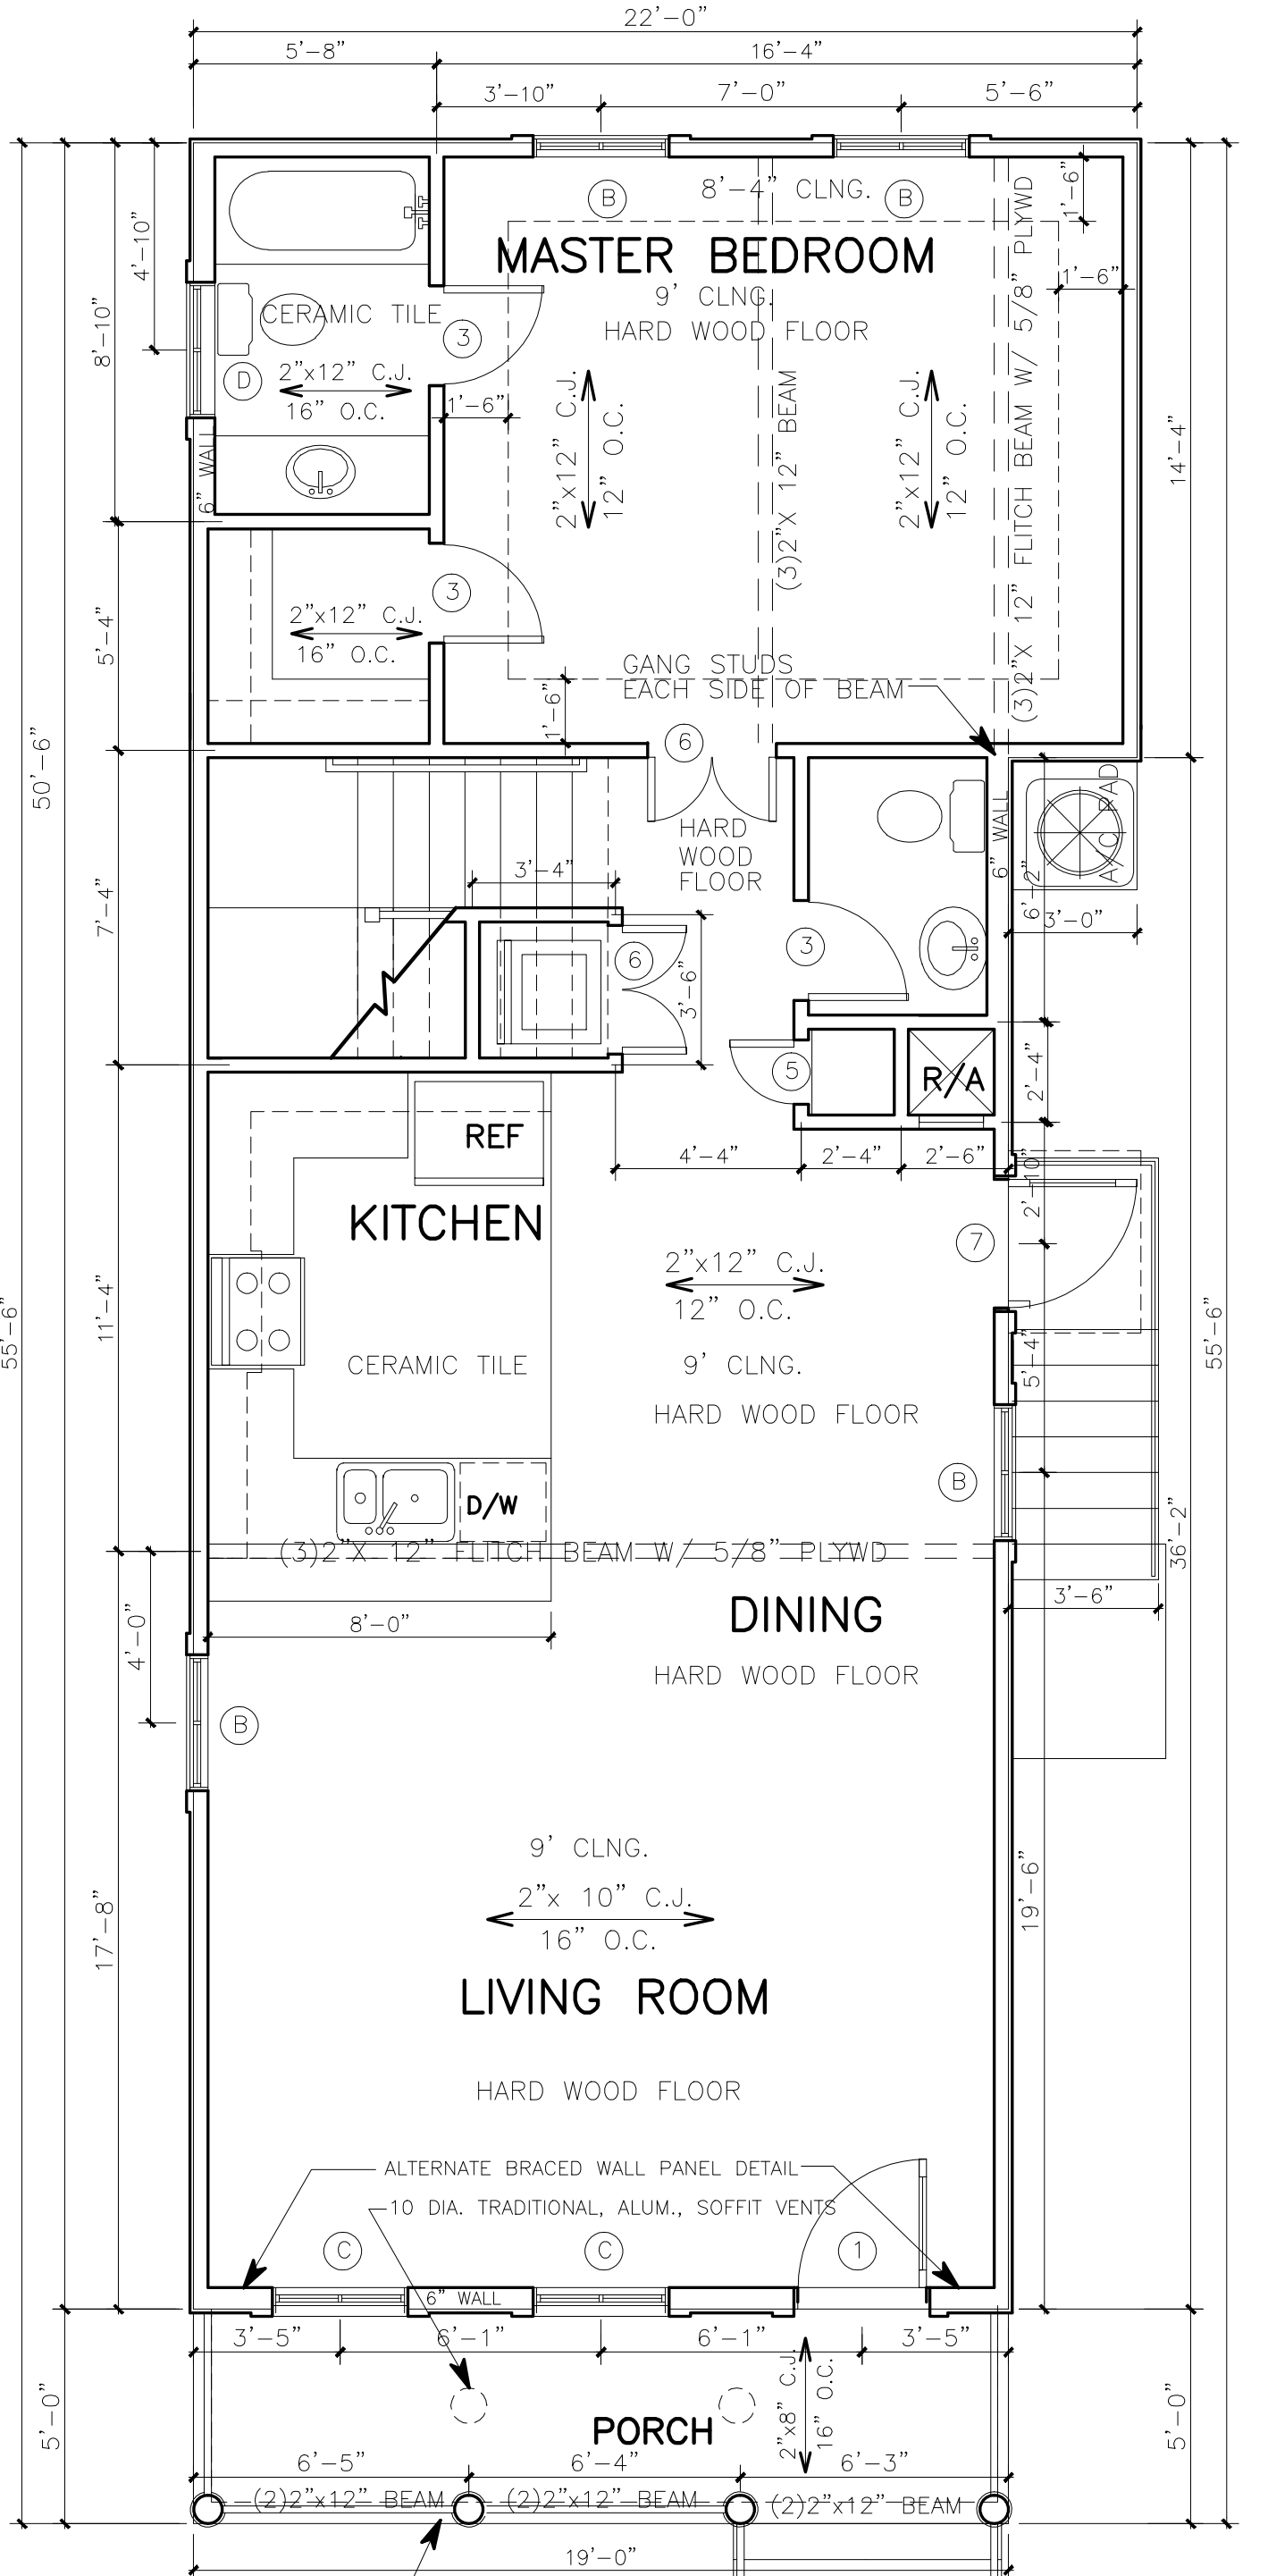 22'-0"
5'-8" 16'-4"
3'-10" 7'-0" 5'-6"
8'-4" CLNG.
B B
1'-6"
MASTER BEDROOM
9' CLNG.
HARD WOOD FLOOR
1'-6"
4'-10"
8'-10"
CERAMIC TILE
3
D
2"x12" C.J.
16" O.C.
1'-6"
2"x12" C.J.
12" O.C.
(3)2"X 12" BEAM
2"x12" C.J.
12" O.C.
(3)2"X 12" FLITCH BEAM W/ 5/8" PLYWD
14'-4"
6" WALL
3
2"x12" C.J.
16" O.C.
5'-4"
GANG STUDS
EACH SIDE OF BEAM
1'-6"
6
50'-6"
HARD
WOOD
FLOOR
6" WALL
6'-2"
A/C PAD
3'-0"
7'-4"
3'-4"
6
3'-6"
3
5
R/A
2'-4"
REF
4'-4" 2'-4" 2'-6"
2'-10"
KITCHEN
7
2"x12" C.J.
12" O.C.
11'-4"
55'-6"
55'-6"
5'-4"
CERAMIC TILE
9' CLNG.
HARD WOOD FLOOR
B
D/W
(3)2"X 12" FLITCH BEAM W/ 5/8" PLYWD
36'-2"
3'-6"
DINING
8'-0"
4'-0"
HARD WOOD FLOOR
B
9' CLNG.
2"x 10" C.J.
16" O.C.
17'-8"
19'-6"
LIVING ROOM
HARD WOOD FLOOR
ALTERNATE BRACED WALL PANEL DETAIL
10 DIA. TRADITIONAL, ALUM., SOFFIT VENTS
C C 1
6" WALL
3'-5" 6'-1" 6'-1" 3'-5"
2"x8" C.J.
16" O.C.
5'-0"
5'-0"
PORCH
6'-5" 6'-4" 6'-3"
(2)2"x12" BEAM (2)2"x12" BEAM (2)2"x12" BEAM
19'-0"